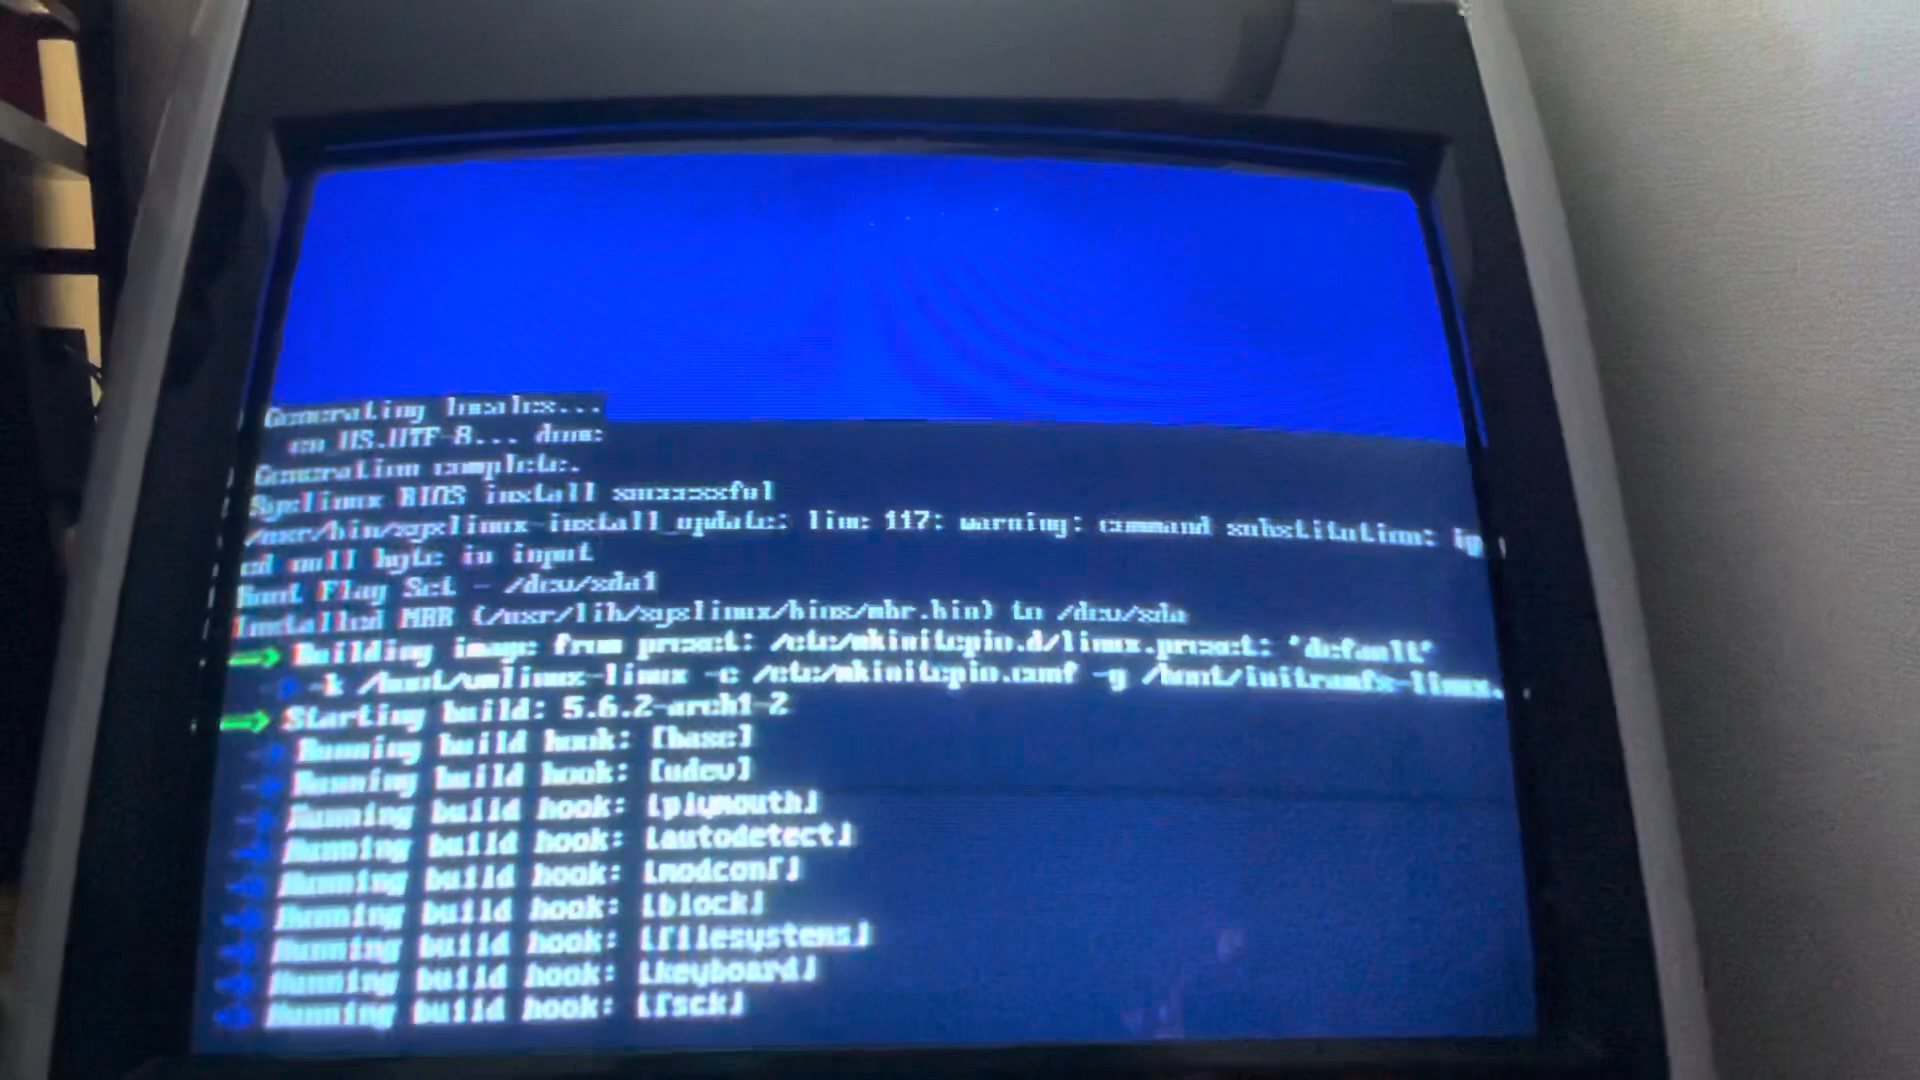 Generating locales...
en_US.UTF-8... done:
Generation complete.
Syslinux BIOS install successful
/usr/bin/syslinux-install_update: line 117: warning: command substitution: ig
ed null byte in input
Boot Flag Set - /dev/sda1
Installed MBR (/usr/lib/syslinux/bios/mbr.bin) to /dev/sda
==> Building image from preset: /etc/mkinitcpio.d/linux.preset: 'default'
-> -k /boot/vmlinuz-linux -c /etc/mkinitcpio.conf -g /boot/initramfs-linux.
==> Starting build: 5.6.2-arch1-2
-> Running build hook: [base]
-> Running build hook: [udev]
-> Running build hook: [plymouth]
-> Running build hook: [autodetect]
-> Running build hook: [modconf]
-> Running build hook: [block]
-> Running build hook: [filesystems]
-> Running build hook: [keyboard]
-> Running build hook: [fsck]